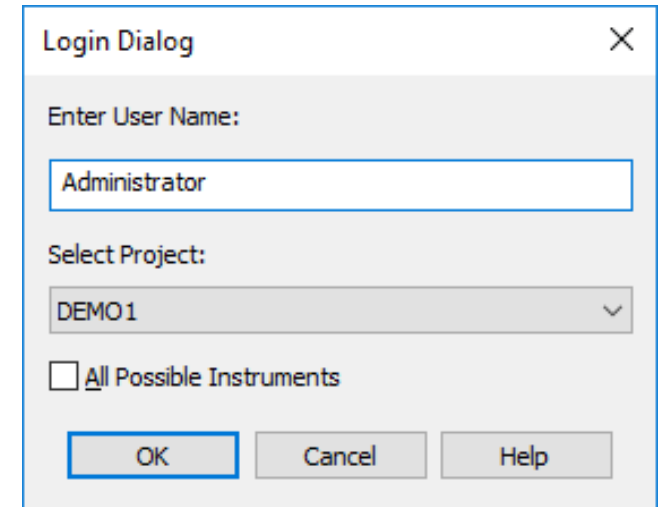 Login Dialog
Enter User Name:
Administrator
Select Project:
DEMO1
All Possible Instruments
OK Cancel Help